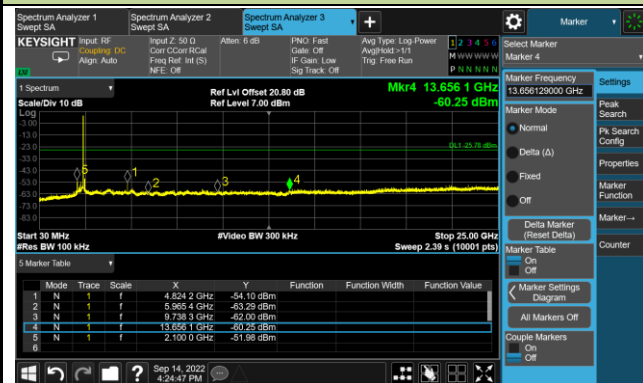 Spectrum Analyzer 1
Swept SA
Spectrum Analyzer 2
Swept SA
Spectrum Analyzer 3
Swept SA
+
Marker
KEYSIGHT
Input: RF
Coupling: DC
Align: Auto
Input Z: 50 Ω
Corr CCorr RCal
Freq Ref: Int (S)
NFE: Off
Atten: 6 dB
PNO: Fast
Gate: Off
IF Gain: Low
Sig Track: Off
Avg Type: Log-Power
Avg|Hold:>1/1
Trig: Free Run
1 2 3 4 5 6
M W W W W W
P N N N N N
LXI
Select Marker
Marker 4
1 Spectrum
Scale/Div 10 dB
Ref Lvl Offset 20.80 dB
Ref Level 7.00 dBm
Mkr4 13.656 1 GHz
-60.25 dBm
Log
-3.00
-13.0
-23.0
-33.0
-43.0
-53.0
-63.0
-73.0
-83.0
DL1 -25.78 dBm
5
1
2
3
4
Start 30 MHz
#Res BW 100 kHz
#Video BW 300 kHz
Stop 25.00 GHz
Sweep 2.39 s (10001 pts)
5 Marker Table
Mode Trace Scale X Y Function Function Width Function Value
1 N 1 f 4.824 2 GHz -54.10 dBm
2 N 1 f 5.965 4 GHz -63.29 dBm
3 N 1 f 9.738 3 GHz -62.00 dBm
4 N 1 f 13.656 1 GHz -60.25 dBm
5 N 1 f 2.100 0 GHz -51.98 dBm
6
Marker Frequency
13.656129000 GHz
Marker Mode
Normal
Delta (Δ)
Fixed
Off
Delta Marker
(Reset Delta)
Marker Table
On
Off
Marker Settings
Diagram
All Markers Off
Couple Markers
On
Off
Settings
Peak
Search
Pk Search
Config
Properties
Marker
Function
Marker→
Counter
?
Sep 14, 2022
4:24:47 PM